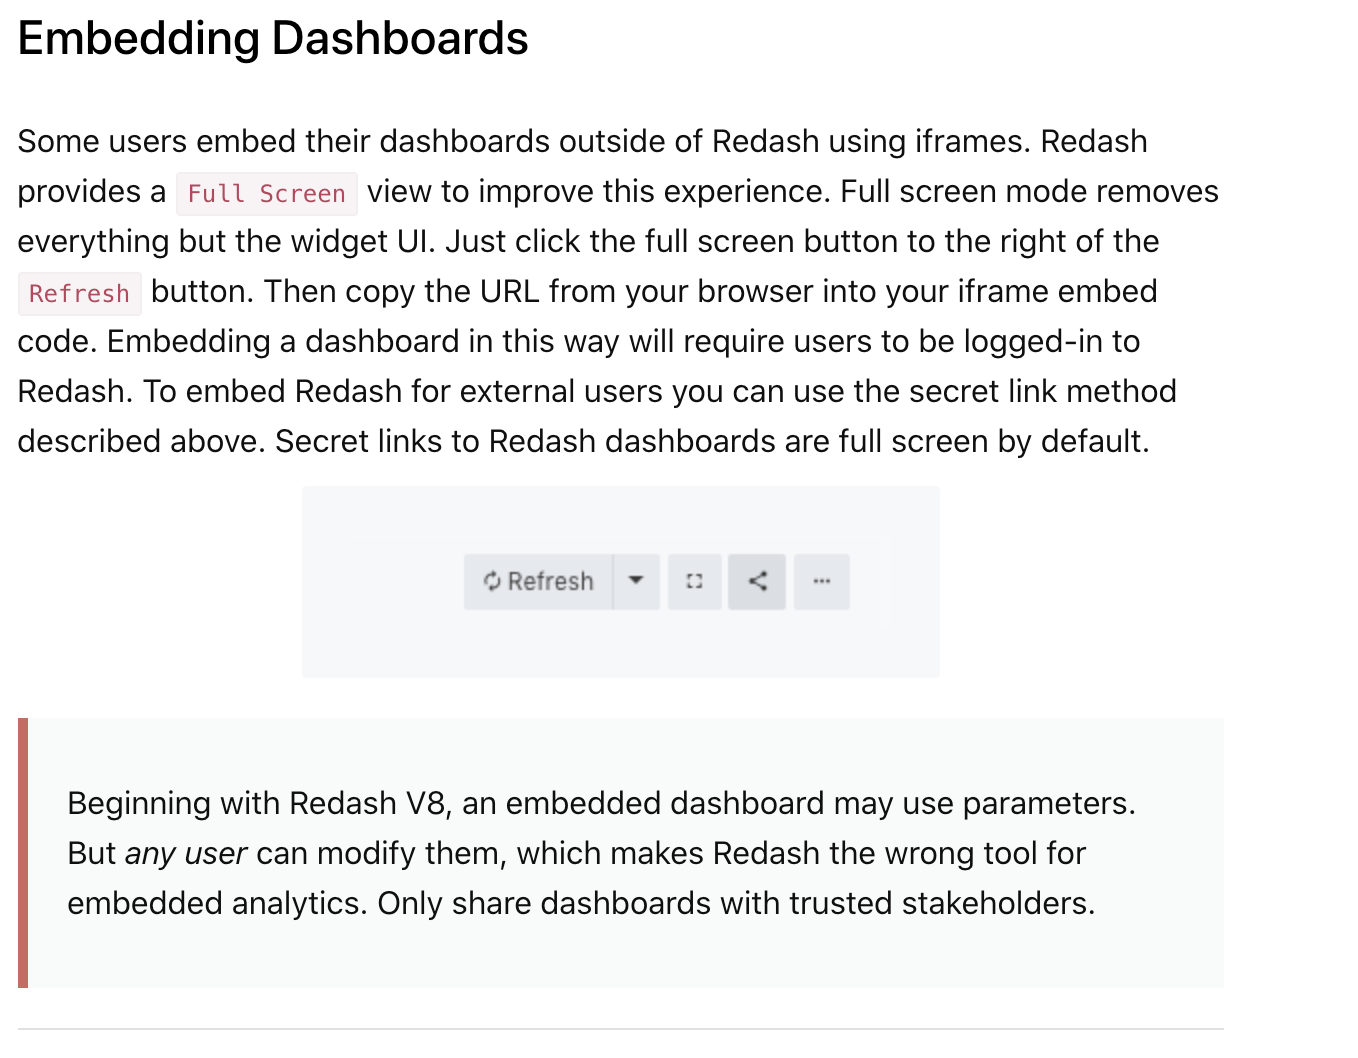 Embedding Dashboards
Some users embed their dashboards outside of Redash using iframes. Redash
provides a Full Screen view to improve this experience. Full screen mode removes
everything but the widget UI. Just click the full screen button to the right of the
Refresh button. Then copy the URL from your browser into your iframe embed
code. Embedding a dashboard in this way will require users to be logged-in to
Redash. To embed Redash for external users you can use the secret link method
described above. Secret links to Redash dashboards are full screen by default.
Refresh
Beginning with Redash V8, an embedded dashboard may use parameters.
But any user can modify them, which makes Redash the wrong tool for
embedded analytics. Only share dashboards with trusted stakeholders.